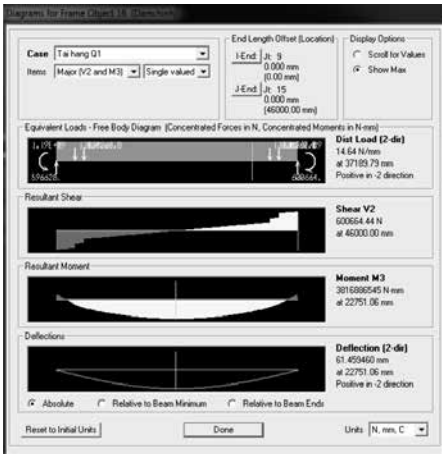 Diagrams for Frame Object 16 (Damchinh)
End Length Offset (Location)
Display Options
Case Tai hang Q1
Items Major (V2 and M3) Single valued
I-End: Jt: 9
0.000 mm
(0.00 mm)
J-End: Jt: 15
0.000 mm
(46000.00 mm)
Scroll for Values
Show Max
Equivalent Loads - Free Body Diagram (Concentrated Forces in N, Concentrated Moments in N-mm)
Dist Load (2-dir)
14.64 N/mm
at 37189.79 mm
Positive in -2 direction
Resultant Shear
Shear V2
600664.44 N
at 46000.00 mm
Resultant Moment
Moment M3
3816886545 N-mm
at 22751.06 mm
Deflections
Deflection (2-dir)
61.459460 mm
at 22751.06 mm
Positive in -2 direction
Absolute Relative to Beam Minimum Relative to Beam Ends
Reset to Initial Units Done Units N, mm, C